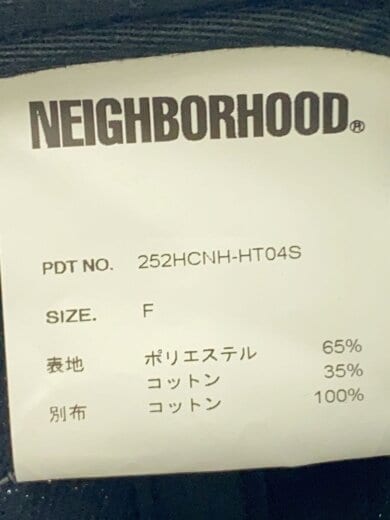 NEIGHBORHOOD®
PDT NO. 252HCNH-HT04S
SIZE. F
表地 ポリエステル 65%
コットン 35%
別布 コットン 100%